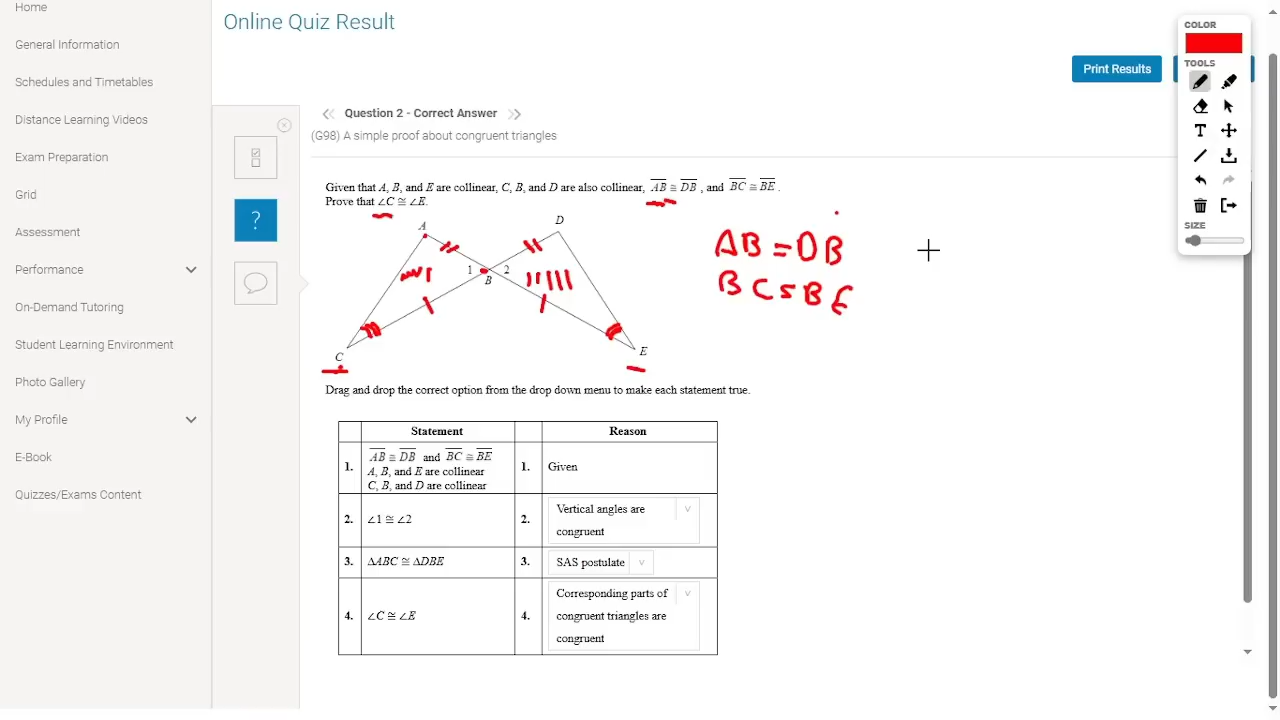 Home
General Information
Schedules and Timetables
Distance Learning Videos
Exam Preparation
Grid
Assessment
Performance
On-Demand Tutoring
Student Learning Environment
Photo Gallery
My Profile
E-Book
Quizzes/Exams Content
Online Quiz Result
Print Results
Question 2 - Correct Answer
(G98) A simple proof about congruent triangles
Given that A, B, and E are collinear, C, B, and D are also collinear, AB ≅ DB , and BC ≅ BE .
Prove that ∠C ≅ ∠E.
A
D
1
2
B
C
E
AB = DB
BC = BE
Drag and drop the correct option from the drop down menu to make each statement true.
Statement Reason
1. AB ≅ DB and BC ≅ BE
A, B, and E are collinear
C, B, and D are collinear
1. Given
2. ∠1 ≅ ∠2
2. Vertical angles are
congruent
3. ΔABC ≅ ΔDBE
3. SAS postulate
4. ∠C ≅ ∠E
4. Corresponding parts of
congruent triangles are
congruent
COLOR
TOOLS
T
SIZE